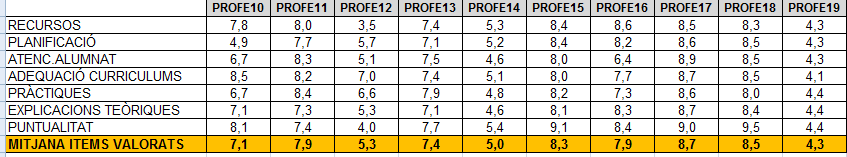 PROFE10 PROFE11 PROFE12 PROFE13 PROFE14 PROFE15 PROFE16 PROFE17 PROFE18 PROFE19
RECURSOS 7,8 8,0 3,5 7,4 5,3 8,4 8,6 8,5 8,3 4,3
PLANIFICACIÓ 4,9 7,7 5,7 7,1 5,2 8,4 8,2 8,6 8,5 4,3
ATENC.ALUMNAT 6,7 8,3 5,1 7,5 4,6 8,0 6,4 8,9 8,5 4,3
ADEQUACIÓ CURRICULUMS 8,5 8,2 7,0 7,4 5,1 8,0 7,7 8,7 8,5 4,1
PRÀCTIQUES 6,7 8,4 6,6 7,9 4,8 8,2 7,3 8,6 8,0 4,4
EXPLICACIONS TEÒRIQUES 7,1 7,3 5,3 7,1 4,6 8,1 8,3 8,7 8,4 4,4
PUNTUALITAT 8,1 7,4 4,0 7,7 5,4 9,1 8,4 9,0 9,5 4,4
MITJANA ITEMS VALORATS 7,1 7,9 5,3 7,4 5,0 8,3 7,9 8,7 8,5 4,3